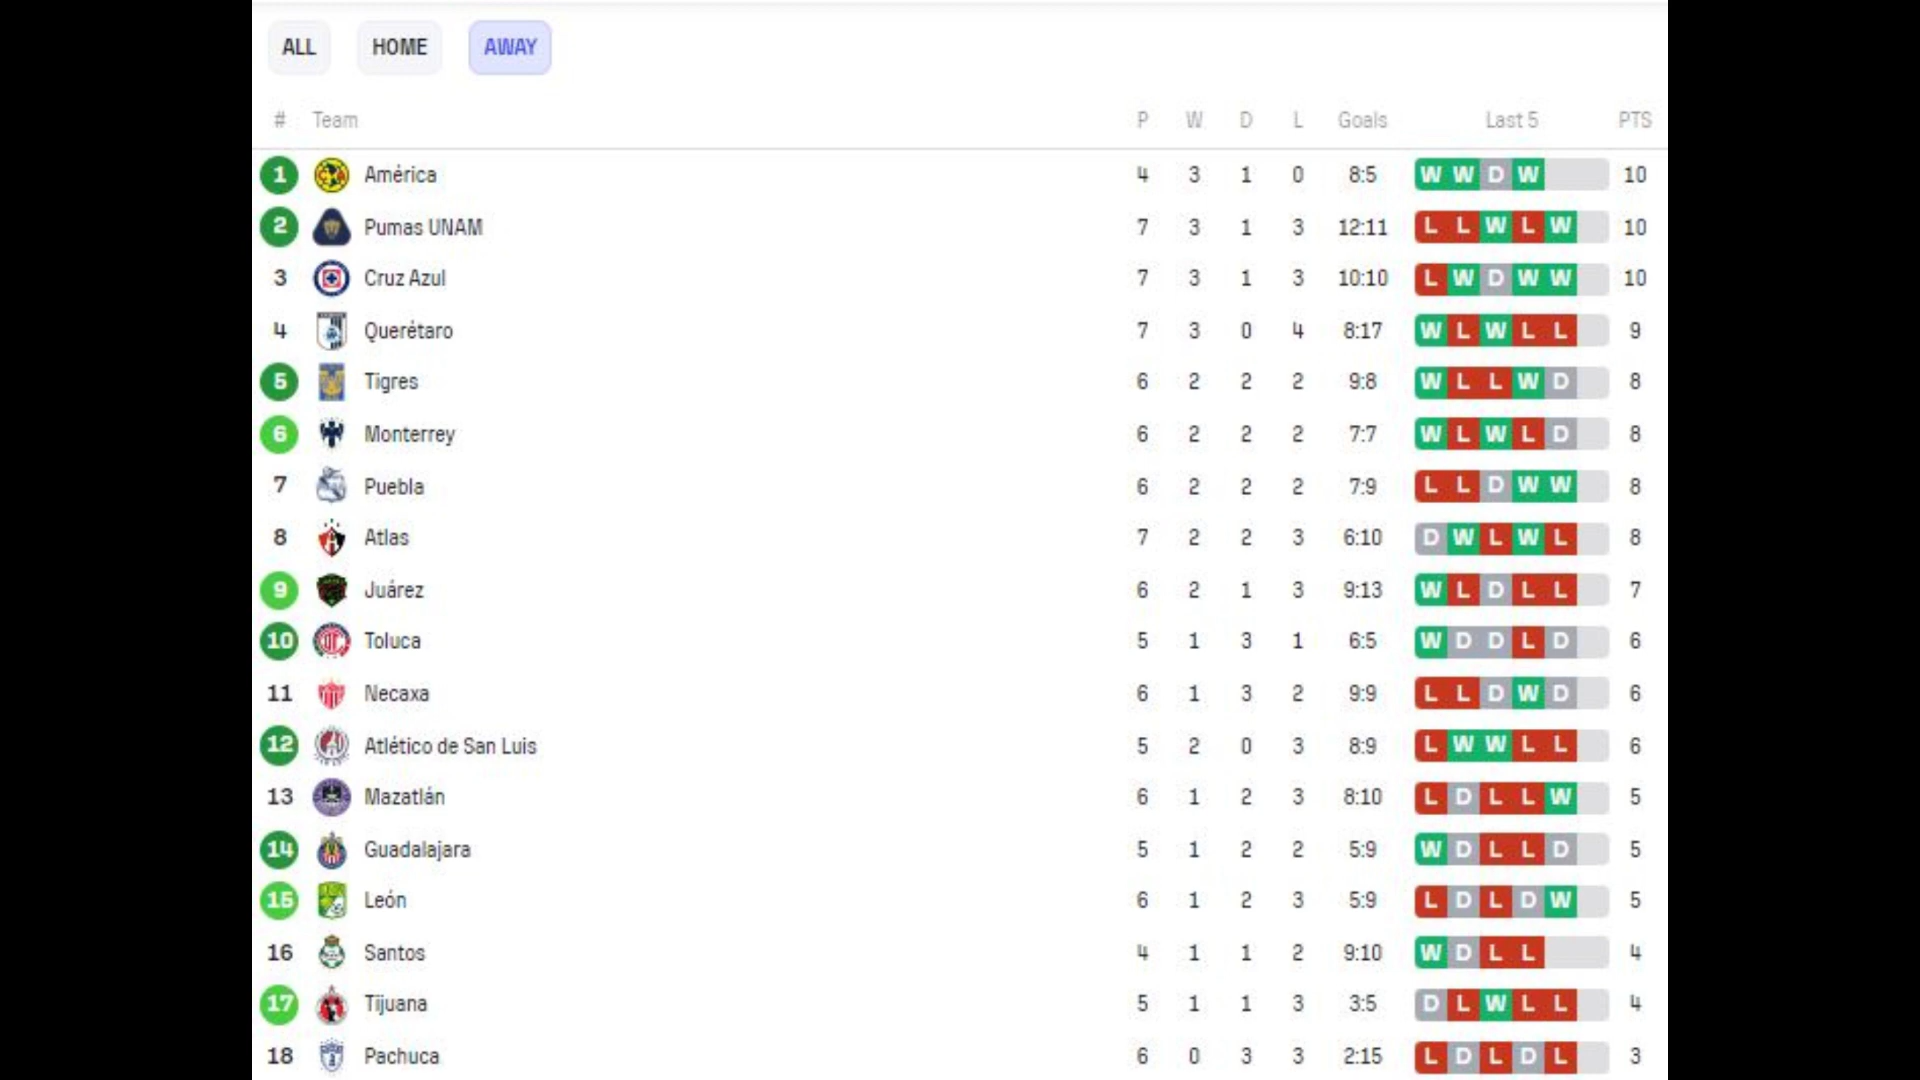 ALL HOME AWAY
# Team P W D L Goals Last 5 PTS
1 América 4 3 1 0 8:5 W W D W 10
2 Pumas UNAM 7 3 1 3 12:11 L L W L W 10
3 Cruz Azul 7 3 1 3 10:10 L W D W W 10
4 Querétaro 7 3 0 4 8:17 W L W L L 9
5 Tigres 6 2 2 2 9:8 W L L W D 8
6 Monterrey 6 2 2 2 7:7 W L W L D 8
7 Puebla 6 2 2 2 7:9 L L D W W 8
8 Atlas 7 2 2 3 6:10 D W L W L 8
9 Juárez 6 2 1 3 9:13 W L D L L 7
10 Toluca 5 1 3 1 6:5 W D D L D 6
11 Necaxa 6 1 3 2 9:9 L L D W D 6
12 Atlético de San Luis 5 2 0 3 8:9 L W W L L 6
13 Mazatlán 6 1 2 3 8:10 L D L L W 5
14 Guadalajara 5 1 2 2 5:9 W D L L D 5
15 León 6 1 2 3 5:9 L D L D W 5
16 Santos 4 1 1 2 9:10 W D L L 4
17 Tijuana 5 1 1 3 3:5 D L W L L 4
18 Pachuca 6 0 3 3 2:15 L D L D L 3